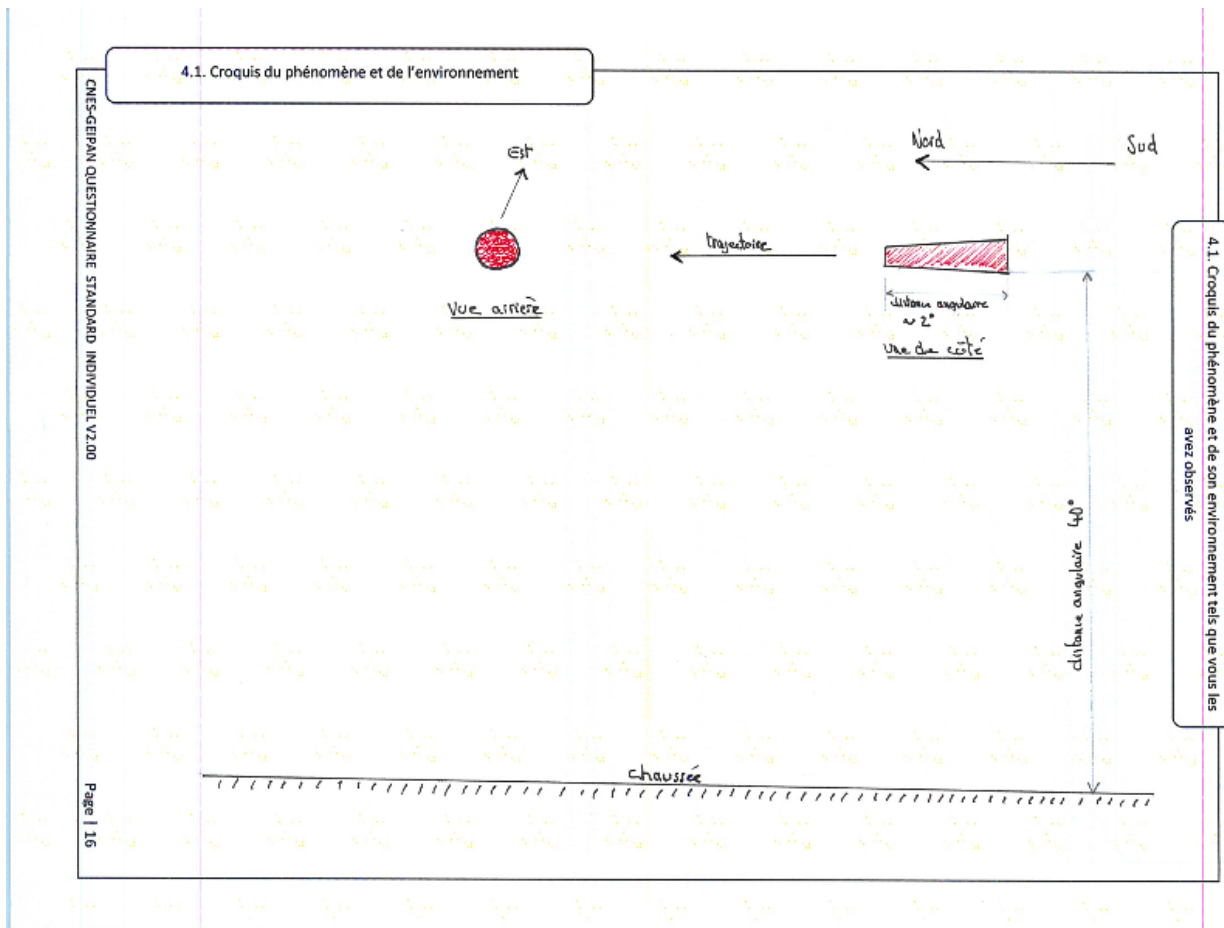 4.1. Croquis du phénomène et de l'environnement
Nord
Sud
Est
trajectoire
Vue arrière
distance angulaire
~ 2°
vue de côté
distance angulaire 40°
chaussée
4.1. Croquis du phénomène et de son environnement tels que vous les
avez observés
CNES-GEIPAN QUESTIONNAIRE STANDARD INDIVIDUEL V2.00
Page | 16